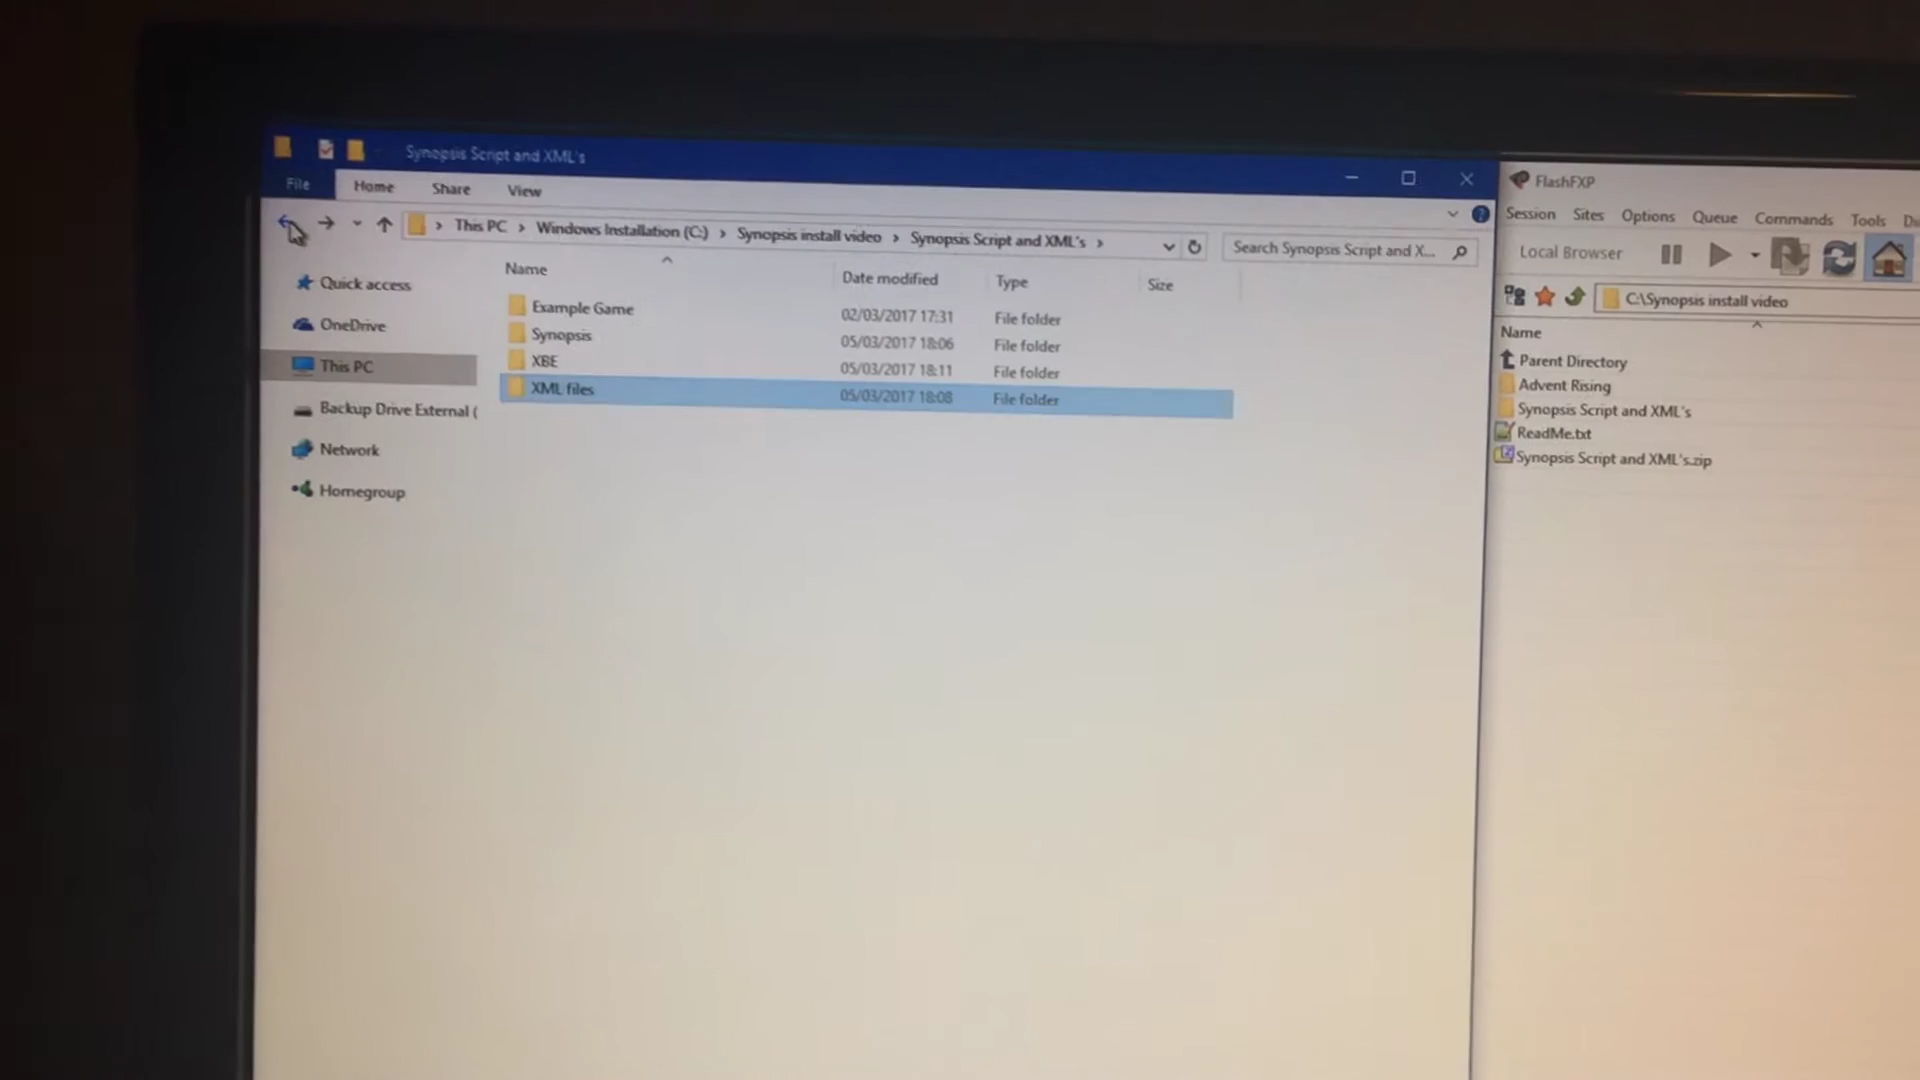 Synopsis Script and XML's
File Home Share View
This PC > Windows Installation (C:) > Synopsis install video > Synopsis Script and XML's >
Search Synopsis Script and X...
Quick access
OneDrive
This PC
Backup Drive External (
Network
Homegroup
Name Date modified Type Size
Example Game 02/03/2017 17:31 File folder
Synopsis 05/03/2017 18:06 File folder
XBE 05/03/2017 18:11 File folder
XML files 05/03/2017 18:08 File folder
FlashFXP
Session Sites Options Queue Commands Tools
Local Browser
C:\Synopsis install video
Name
Parent Directory
Advent Rising
Synopsis Script and XML's
ReadMe.txt
Synopsis Script and XML's.zip